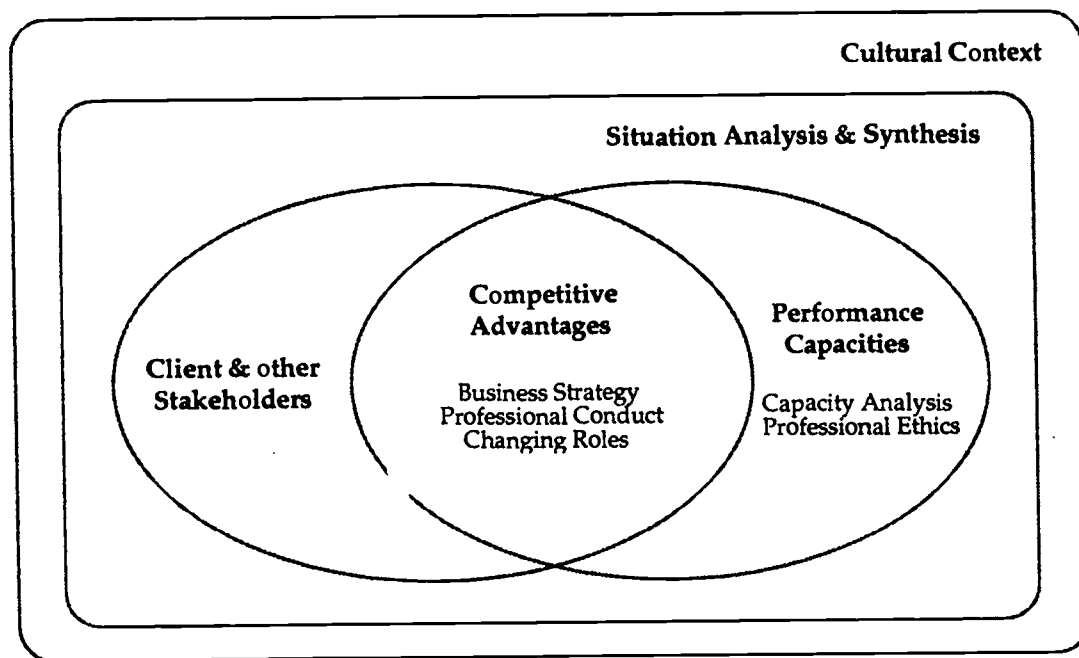 Cultural Context
Situation Analysis & Synthesis
Competitive
Advantages
Business Strategy
Professional Conduct
Changing Roles
Client & other
Stakeholders
Performance
Capacities
Capacity Analysis
Professional Ethics